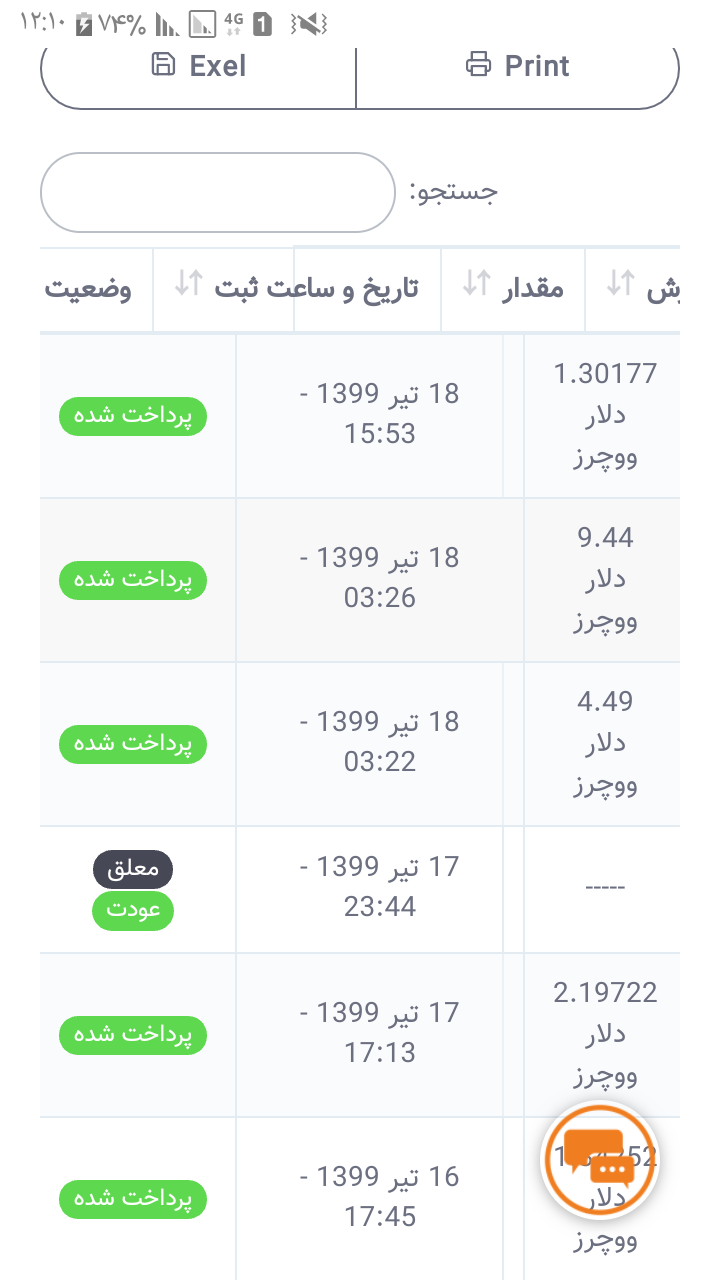 ۱۲:۱۰ ۷۴% 4G 1
Exel
Print
جستجو:
ش مقدار تاریخ و ساعت ثبت وضعیت
1.30177
دلار
ووچرز
18 تیر 1399 -
15:53
پرداخت شده
9.44
دلار
ووچرز
18 تیر 1399 -
03:26
پرداخت شده
4.49
دلار
ووچرز
18 تیر 1399 -
03:22
پرداخت شده
-----
17 تیر 1399 -
23:44
معلق
عودت
2.19722
دلار
ووچرز
17 تیر 1399 -
17:13
پرداخت شده
دلار
ووچرز
16 تیر 1399 -
17:45
پرداخت شده